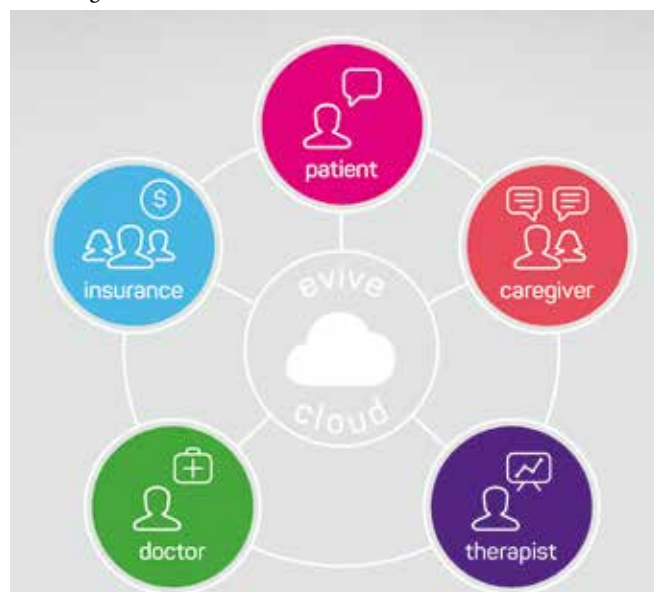 patient
$
insurance
caregiver
evive
cloud
doctor
therapist